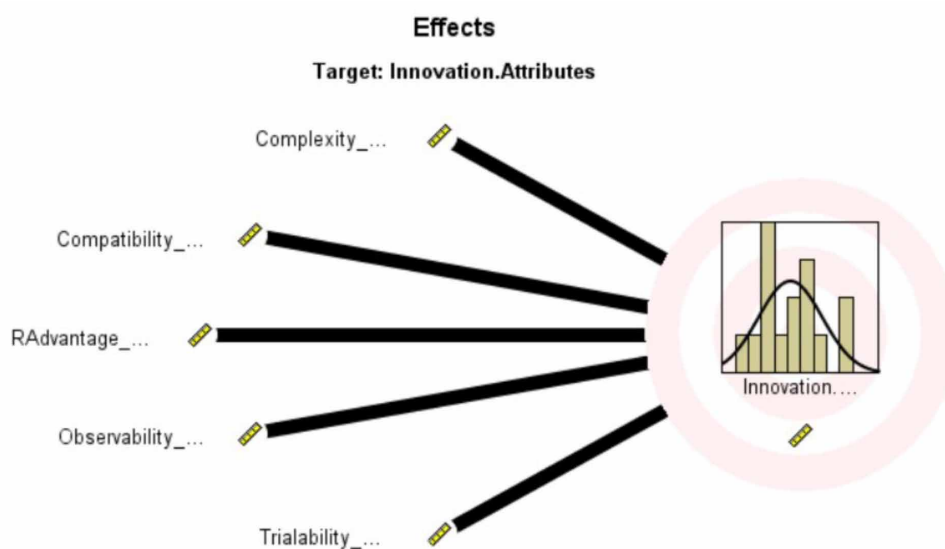 Effects
Target: Innovation.Attributes
Complexity_...
Compatibility_...
RAdvantage_...
Innovation....
Observability_...
Trialability_...